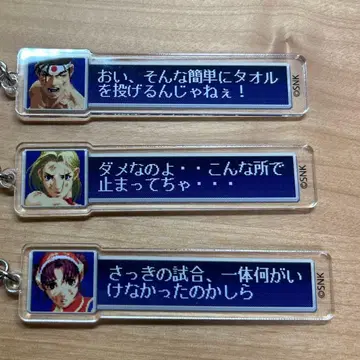 おい、そんな簡単にタオル
を投げるんじゃねぇ！
©SNK
ダメなのよ・・こんな所で
止まってちゃ・・・
©SNK
さっきの試合、一体何がい
けなかったのかしら
©SNK